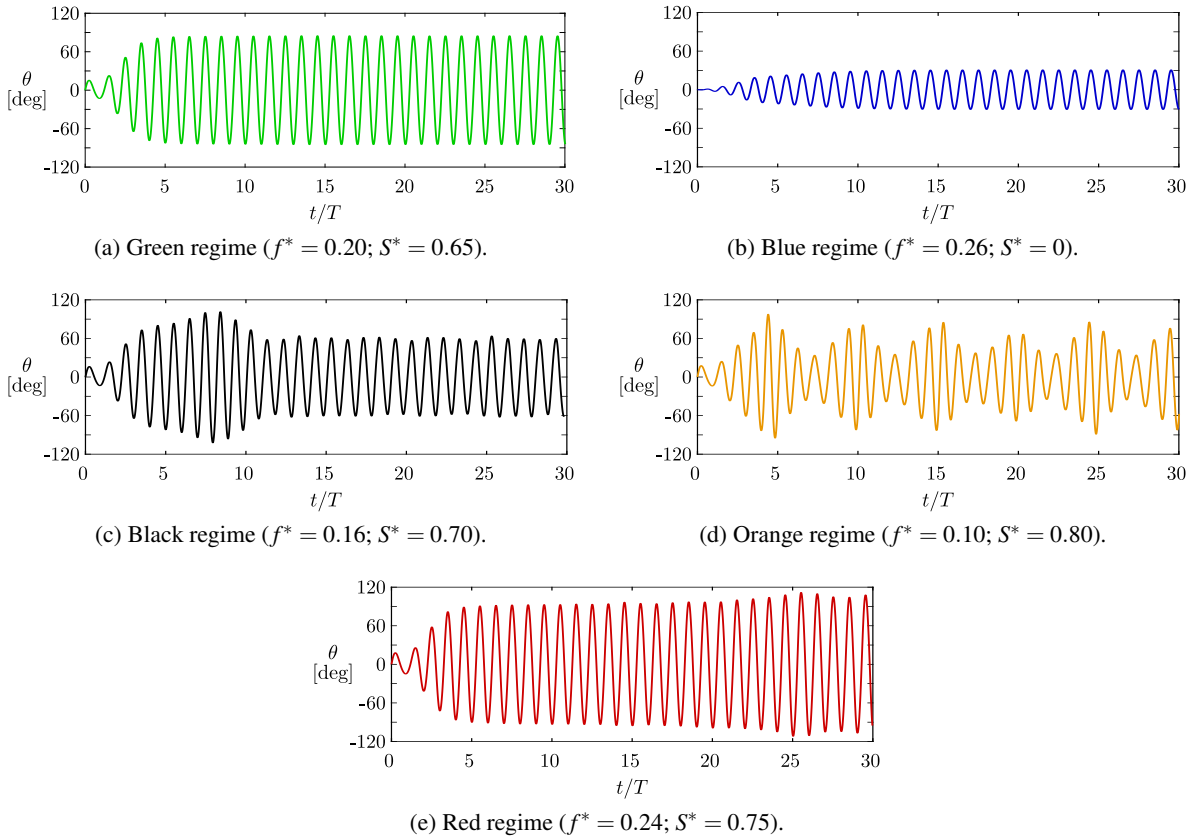 120
60
0
-60
-120
θ
[deg]
0 5 10 15 20 25 30
t/T
(a) Green regime (f* = 0.20; S* = 0.65).
120
60
0
-60
-120
θ
[deg]
0 5 10 15 20 25 30
t/T
(b) Blue regime (f* = 0.26; S* = 0).
120
60
0
-60
-120
θ
[deg]
0 5 10 15 20 25 30
t/T
(c) Black regime (f* = 0.16; S* = 0.70).
120
60
0
-60
-120
θ
[deg]
0 5 10 15 20 25 30
t/T
(d) Orange regime (f* = 0.10; S* = 0.80).
120
60
0
-60
-120
θ
[deg]
0 5 10 15 20 25 30
t/T
(e) Red regime (f* = 0.24; S* = 0.75).